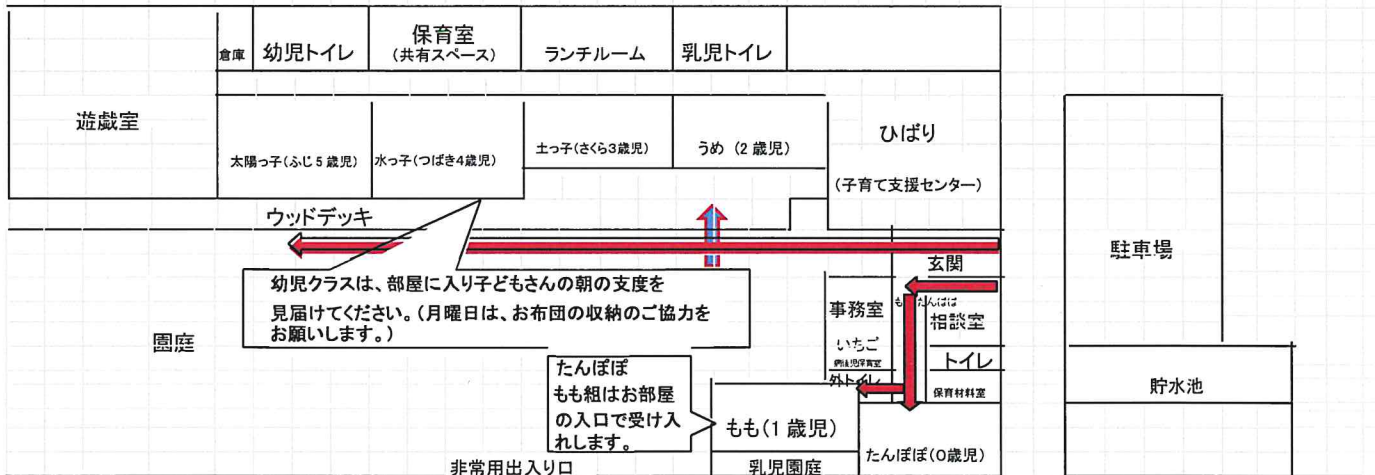 倉庫
幼児トイレ
保育室
(共有スペース)
ランチルーム
乳児トイレ
遊戯室
太陽っ子(ふじ5歳児)
水っ子(つばき4歳児)
土っ子(さくら3歳児)
うめ (2歳児)
ひばり
(子育て支援センター)
ウッドデッキ
駐車場
玄関
幼児クラスは、部屋に入り子どもさんの朝の支度を
見届けてください。(月曜日は、お布団の収納のご協力を
お願いします。)
園庭
事務室
相談室
いちご
病後児保育室
トイレ
外トイレ
保育材料室
貯水池
たんぽぽ
もも組はお部屋
の入口で受け入
れします。
もも(1歳児)
たんぽぽ(0歳児)
非常用出入り口
乳児園庭